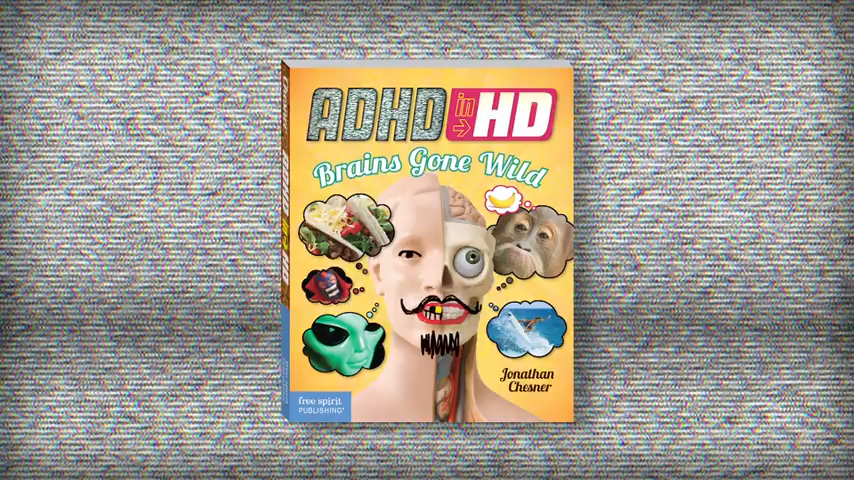 ADHD in HD
Brains Gone Wild
Jonathan
Chesner
free spirit
PUBLISHING®